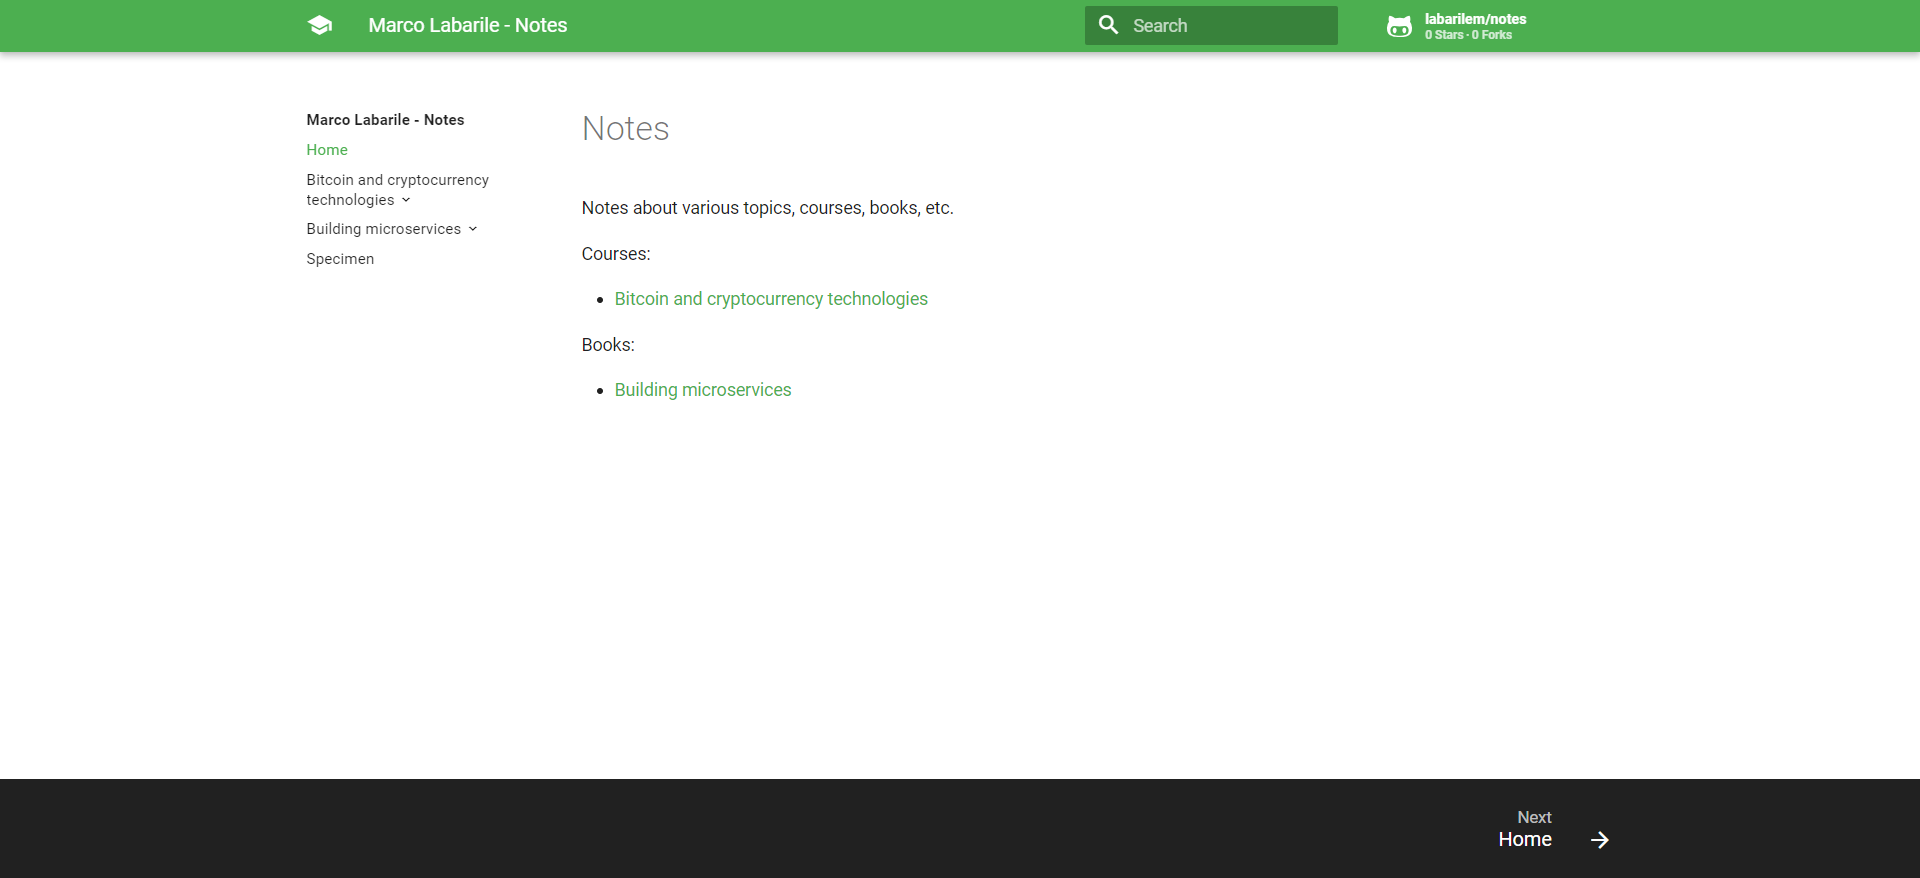 Marco Labarile - Notes
Search
labarilem/notes
0 Stars · 0 Forks
Marco Labarile - Notes
Home
Bitcoin and cryptocurrency
technologies
Building microservices
Specimen
Notes
Notes about various topics, courses, books, etc.
Courses:
Bitcoin and cryptocurrency technologies
Books:
Building microservices
Next
Home